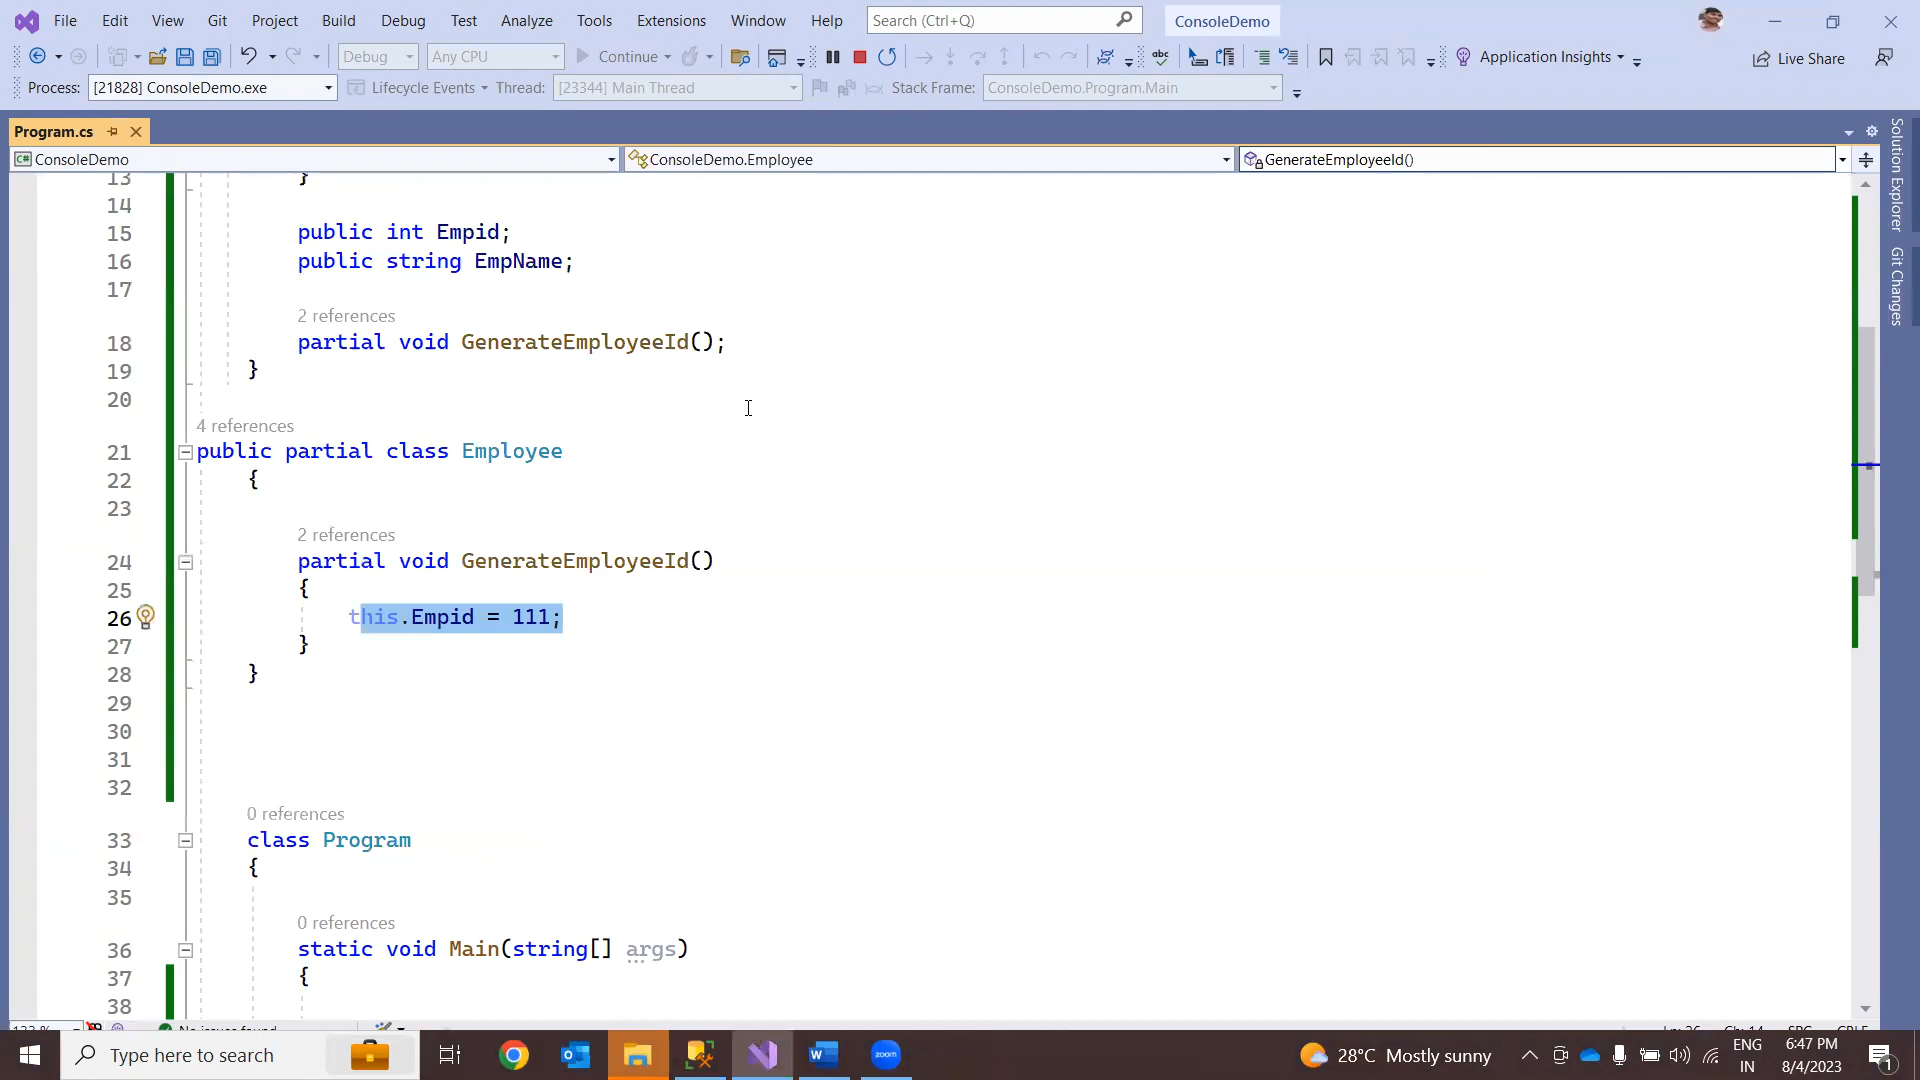 File Edit View Git Project Build Debug Test Analyze Tools Extensions Window Help Search (Ctrl+Q) ConsoleDemo
Debug Any CPU Continue abc Application Insights Live Share
Process: [21828] ConsoleDemo.exe Lifecycle Events Thread: [23344] Main Thread Stack Frame: ConsoleDemo.Program.Main
Program.cs
C# ConsoleDemo ConsoleDemo.Employee GenerateEmployeeId()
Solution Explorer
Git Changes
13 }
14
15 public int Empid;
16 public string EmpName;
17
2 references
18 partial void GenerateEmployeeId();
19 }
20
4 references
21 public partial class Employee
22 {
23
2 references
24 partial void GenerateEmployeeId()
25 {
26 this.Empid = 111;
27 }
28 }
29
30
31
32
0 references
33 class Program
34 {
35
0 references
36 static void Main(string[] args)
37 {
38
No issues found
Type here to search zoom 28°C Mostly sunny ENG 6:47 PM
IN 8/4/2023 1